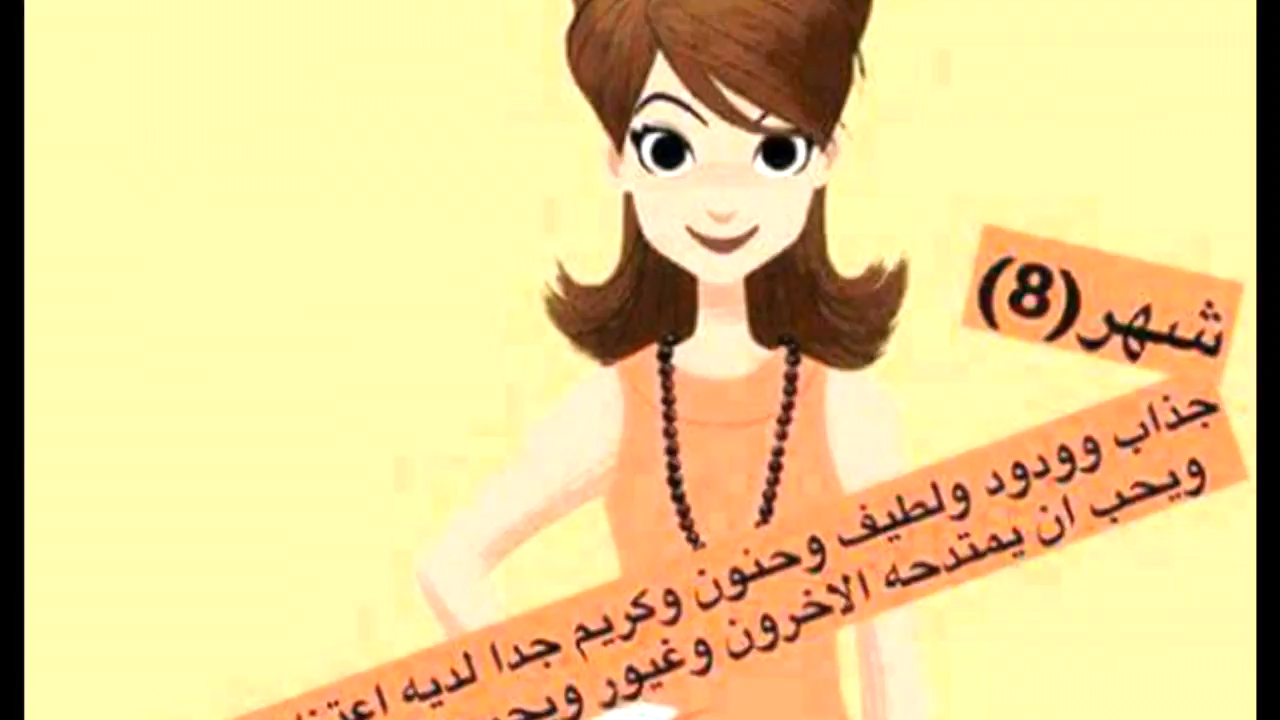 شهر(8)
جذاب وودود ولطيف وحنون وكريم جدا لديه
ويحب ان يمتدحه الاخرون وغيور